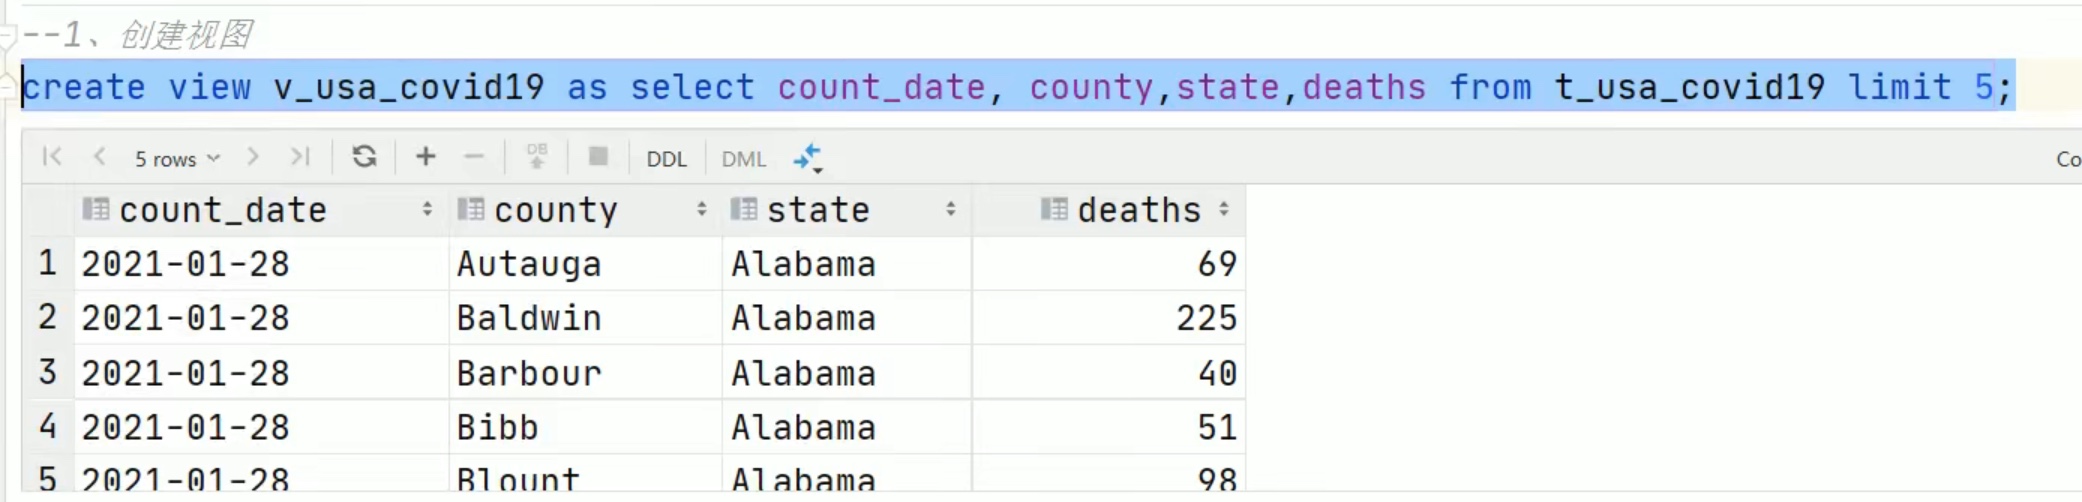 --1、创建视图
create view v_usa_covid19 as select count_date, county,state,deaths from t_usa_covid19 limit 5;
5 rows DB DDL DML Co
count_date county state deaths
1 2021-01-28 Autauga Alabama 69
2 2021-01-28 Baldwin Alabama 225
3 2021-01-28 Barbour Alabama 40
4 2021-01-28 Bibb Alabama 51
5 2021-01-28 Blount Alabama 98